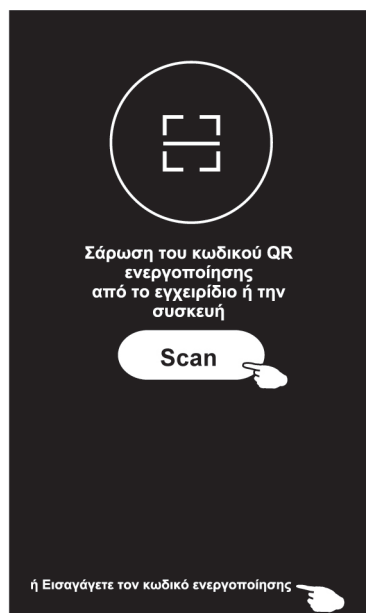 Σάρωση του κωδικού QR
ενεργοποίησης
από το εγχειρίδιο ή την
συσκευή
Scan
ή Εισαγάγετε τον κωδικό ενεργοποίησης